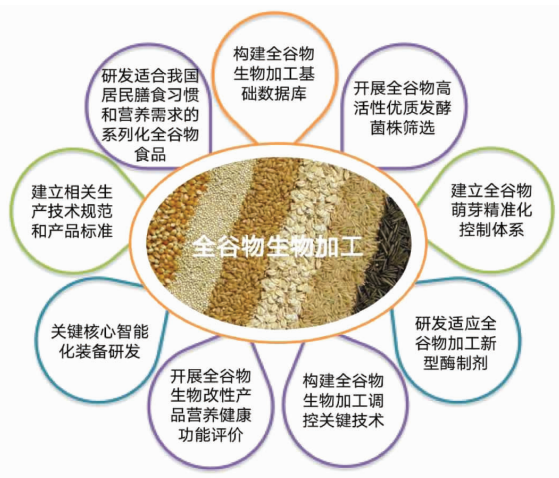 构建全谷物
生物加工基
础数据库
开展全谷物高
活性优质发酵
菌株筛选
建立全谷物
萌芽精准化
控制体系
研发适应全
谷物加工新
型酶制剂
构建全谷物
生物加工调
控关键技术
开展全谷物
生物改性产
品营养健康
功能评价
关键核心智能
化装备研发
建立相关生
产技术规范
和产品标准
研发适合我国
居民膳食习惯
和营养需求的
系列化全谷物
食品
全谷物生物加工